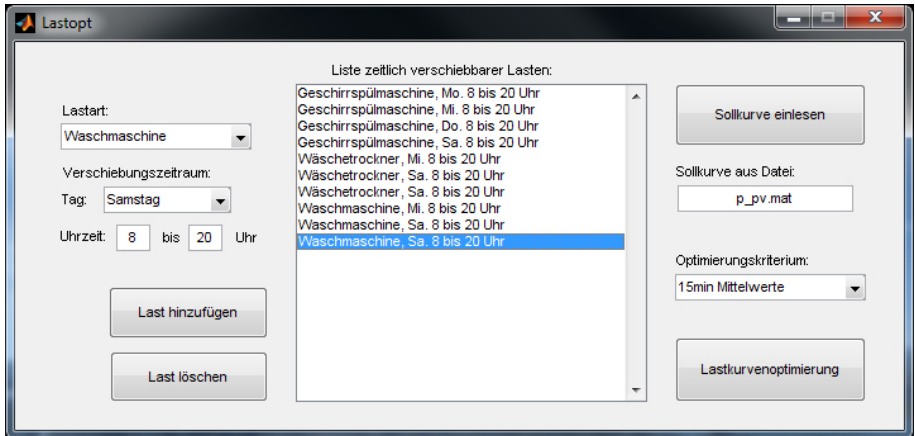 Lastopt
Lastart:
Waschmaschine
Verschiebungszeitraum:
Tag: Samstag
Uhrzeit: 8 bis 20 Uhr
Last hinzufügen
Last löschen
Liste zeitlich verschiebbarer Lasten:
Geschirrspülmaschine, Mo. 8 bis 20 Uhr
Geschirrspülmaschine, Mi. 8 bis 20 Uhr
Geschirrspülmaschine, Do. 8 bis 20 Uhr
Geschirrspülmaschine, Sa. 8 bis 20 Uhr
Wäschetrockner, Mi. 8 bis 20 Uhr
Wäschetrockner, Sa. 8 bis 20 Uhr
Wäschetrockner, Sa. 8 bis 20 Uhr
Waschmaschine, Mi. 8 bis 20 Uhr
Waschmaschine, Sa. 8 bis 20 Uhr
Waschmaschine, Sa. 8 bis 20 Uhr
Sollkurve einlesen
Sollkurve aus Datei:
p_pv.mat
Optimierungskriterium:
15min Mittelwerte
Lastkurvenoptimierung